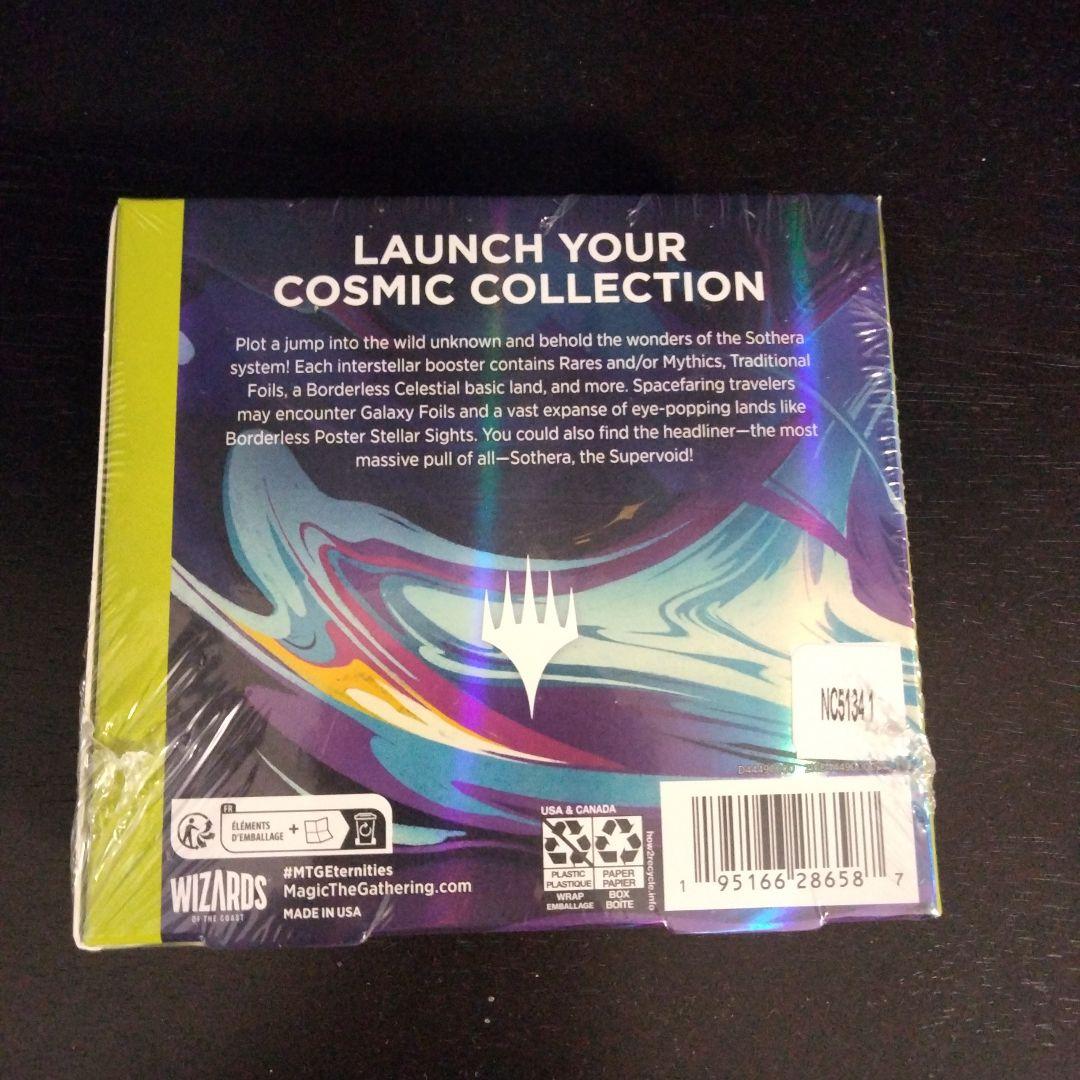 LAUNCH YOUR
COSMIC COLLECTION
Plot a jump into the wild unknown and behold the wonders of the Sothera
system! Each interstellar booster contains Rares and/or Mythics, Traditional
Foils, a Borderless Celestial basic land, and more. Spacefaring travelers
may encounter Galaxy Foils and a vast expanse of eye-popping lands like
Borderless Poster Stellar Sights. You could also find the headliner—the most
massive pull of all—Sothera, the Supervoid!
NC5134 1
FR
ÉLÉMENTS
D'EMBALLAGE +
#MTGEternities
MagicTheGathering.com
MADE IN USA
WIZARDS
OF THE COAST
USA & CANADA
PLASTIC
PLASTIQUE
WRAP
EMBALLAGE
PAPER
PAPIER
BOX
BOÎTE
how2recycle.info
1 95166 28658 7